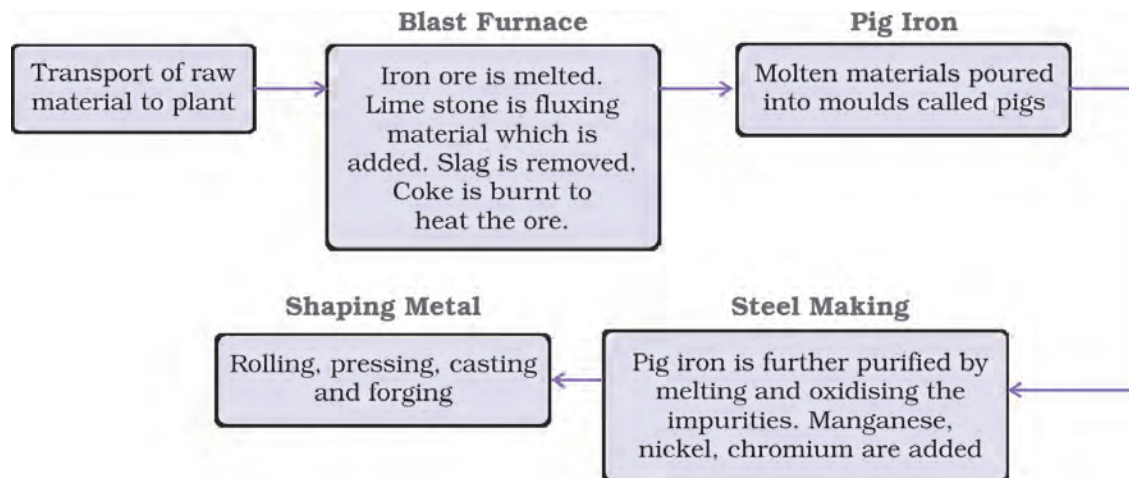 Transport of raw
material to plant
Blast Furnace
Iron ore is melted.
Lime stone is fluxing
material which is
added. Slag is removed.
Coke is burnt to
heat the ore.
Pig Iron
Molten materials poured
into moulds called pigs
Steel Making
Pig iron is further purified by
melting and oxidising the
impurities. Manganese,
nickel, chromium are added
Shaping Metal
Rolling, pressing, casting
and forging